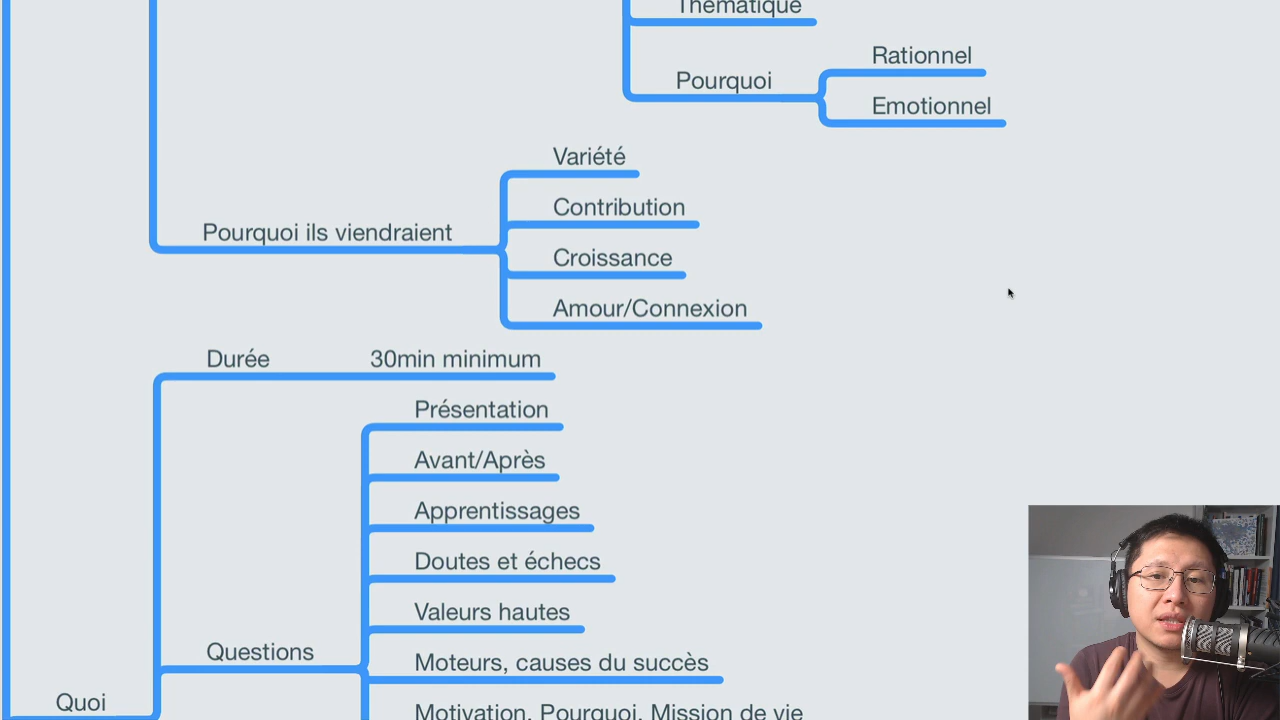 Thématique
Rationnel
Pourquoi
Emotionnel
Variété
Contribution
Pourquoi ils viendraient
Croissance
Amour/Connexion
Durée
30min minimum
Présentation
Avant/Après
Apprentissages
Doutes et échecs
Valeurs hautes
Questions
Moteurs, causes du succès
Quoi
Motivation, Pourquoi, Mission de vie